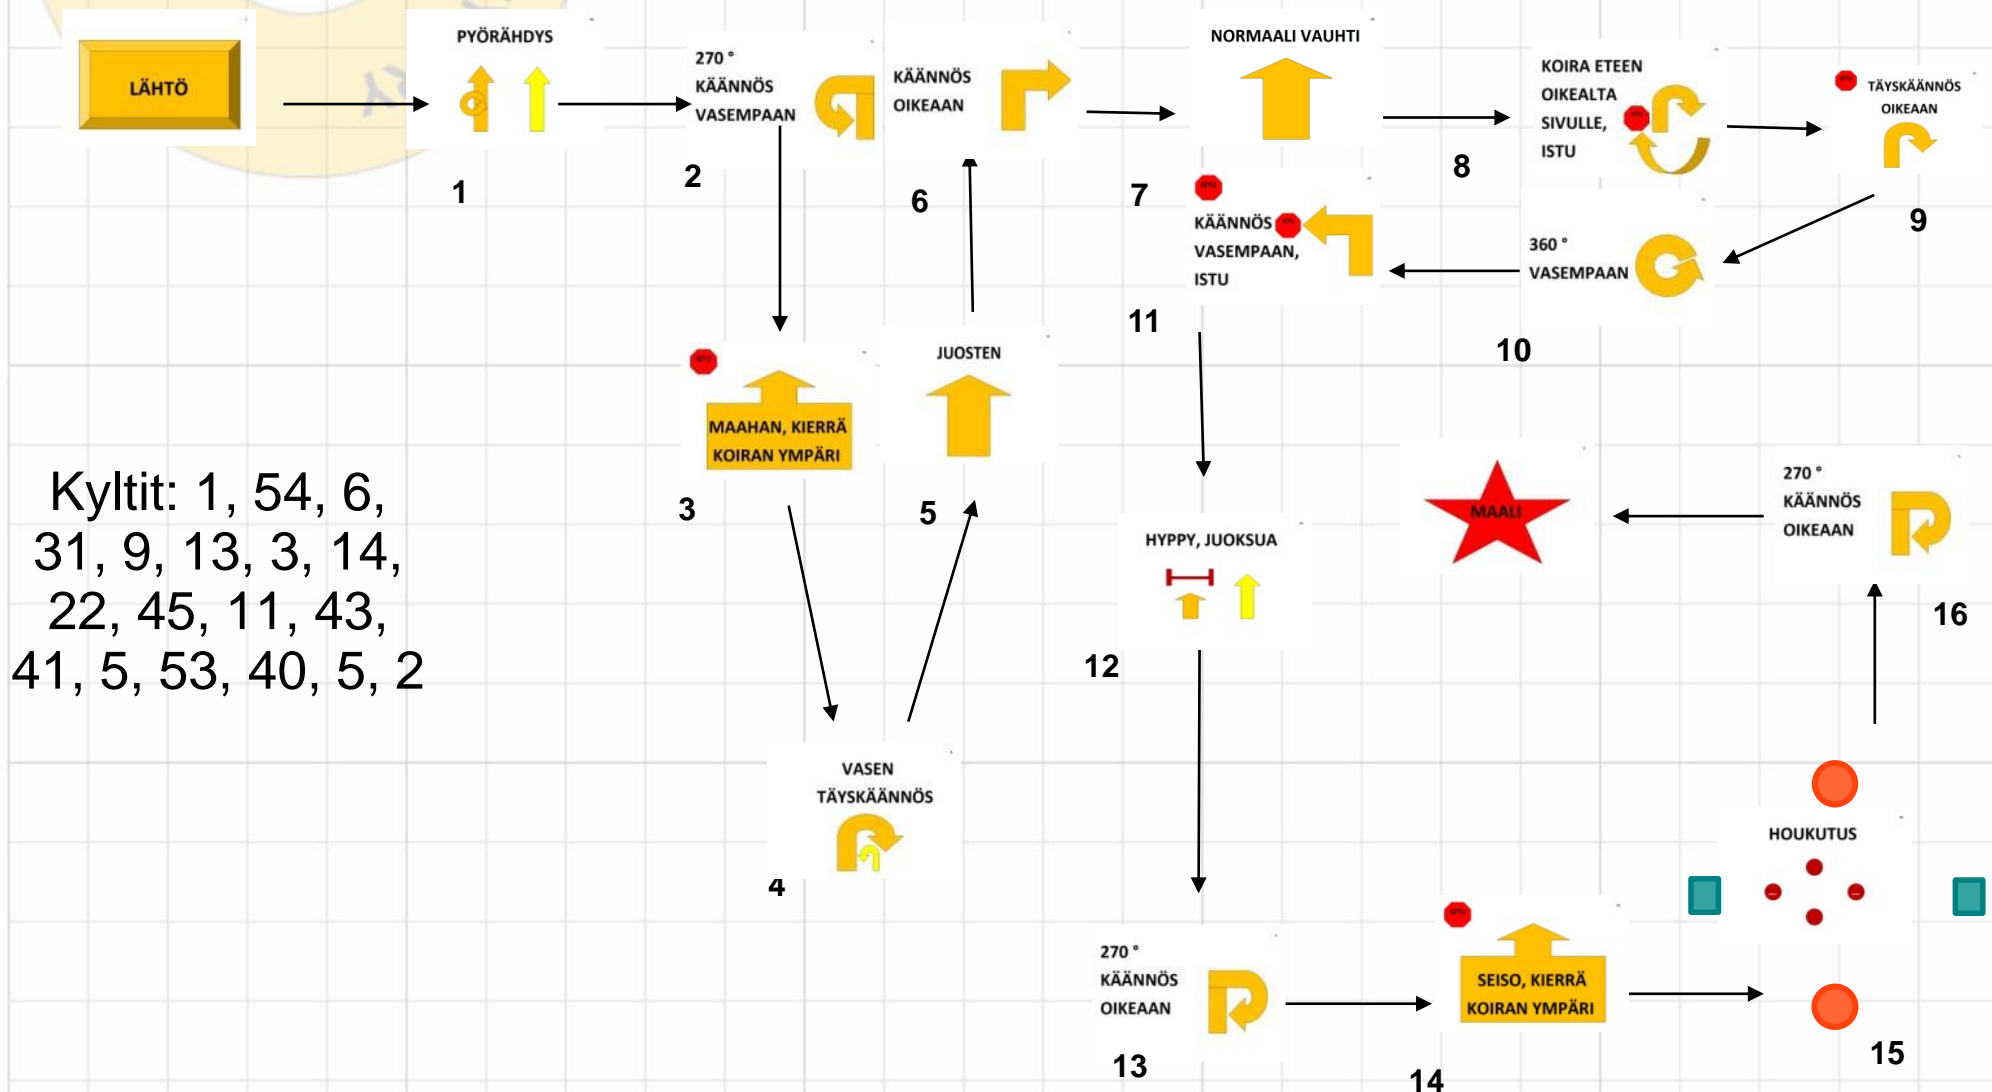 LÄHTÖ
PYÖRÄHDYS
1
270 °
KÄÄNNÖS
VASEMPAAN
2
MAAHAN, KIERRÄ
KOIRAN YMPÄRI
3
VASEN
TÄYSKÄÄNNÖS
4
JUOSTEN
5
KÄÄNNÖS
OIKEAAN
6
NORMAALI VAUHTI
7
KOIRA ETEEN
OIKEALTA
SIVULLE,
ISTU
8
TÄYSKÄÄNNÖS
OIKEAAN
9
360 °
VASEMPAAN
10
KÄÄNNÖS
VASEMPAAN,
ISTU
11
HYPPY, JUOKSUA
12
270 °
KÄÄNNÖS
OIKEAAN
13
SEISO, KIERRÄ
KOIRAN YMPÄRI
14
HOUKUTUS
15
270 °
KÄÄNNÖS
OIKEAAN
16
MAALI
Kyltit: 1, 54, 6,
31, 9, 13, 3, 14,
22, 45, 11, 43,
41, 5, 53, 40, 5, 2